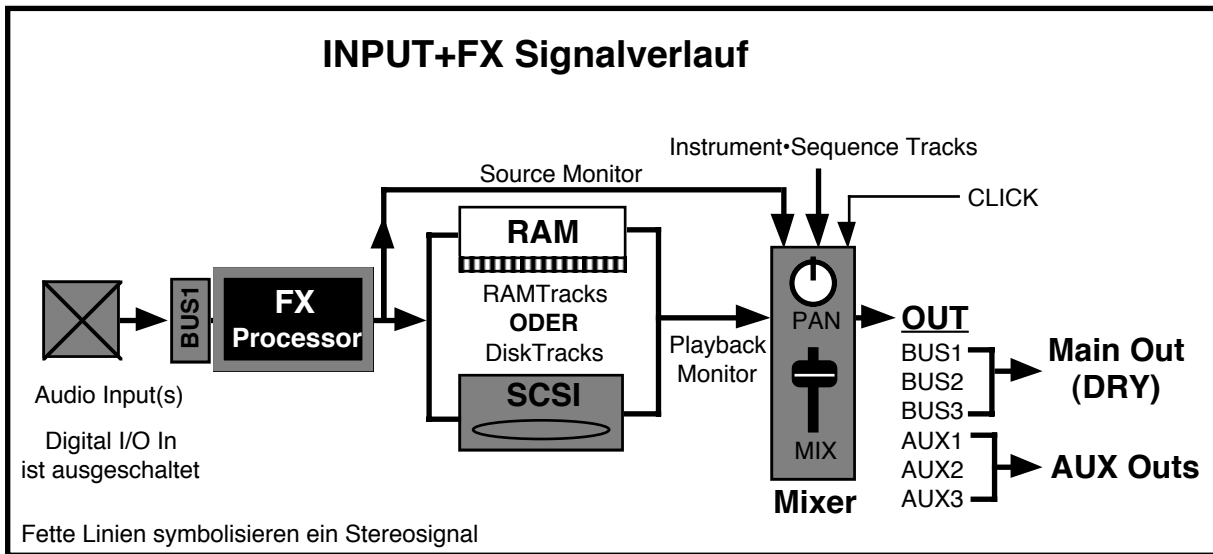 INPUT+FX Signalverlauf
Instrument•Sequence Tracks
Source Monitor
CLICK
RAM
RAMTracks
ODER
DiskTracks
SCSI
BUS1
FX
Processor
Audio Input(s)
Digital I/O In
ist ausgeschaltet
Playback
Monitor
PAN
MIX
Mixer
OUT
BUS1
BUS2
BUS3
AUX1
AUX2
AUX3
Main Out
(DRY)
AUX Outs
Fette Linien symbolisieren ein Stereosignal